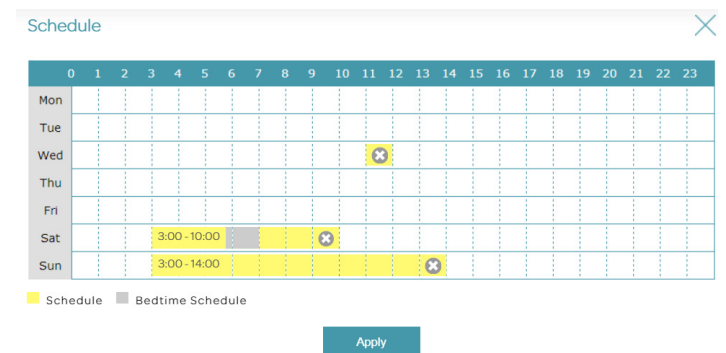 Schedule
0 1 2 3 4 5 6 7 8 9 10 11 12 13 14 15 16 17 18 19 20 21 22 23
Mon
Tue
Wed
Thu
Fri
Sat 3:00-10:00
Sun 3:00-14:00
Schedule Bedtime Schedule
Apply